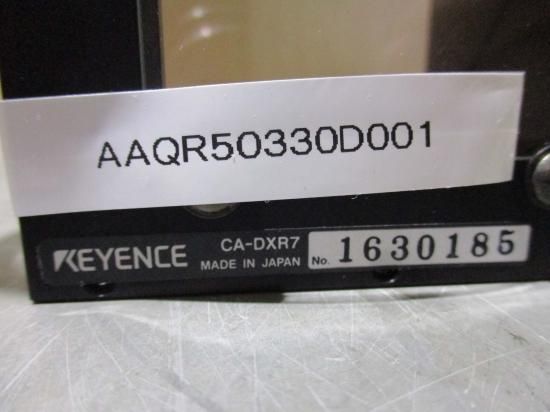 AAQR50330D001
KEYENCE CA-DXR7
MADE IN JAPAN No. 1630185